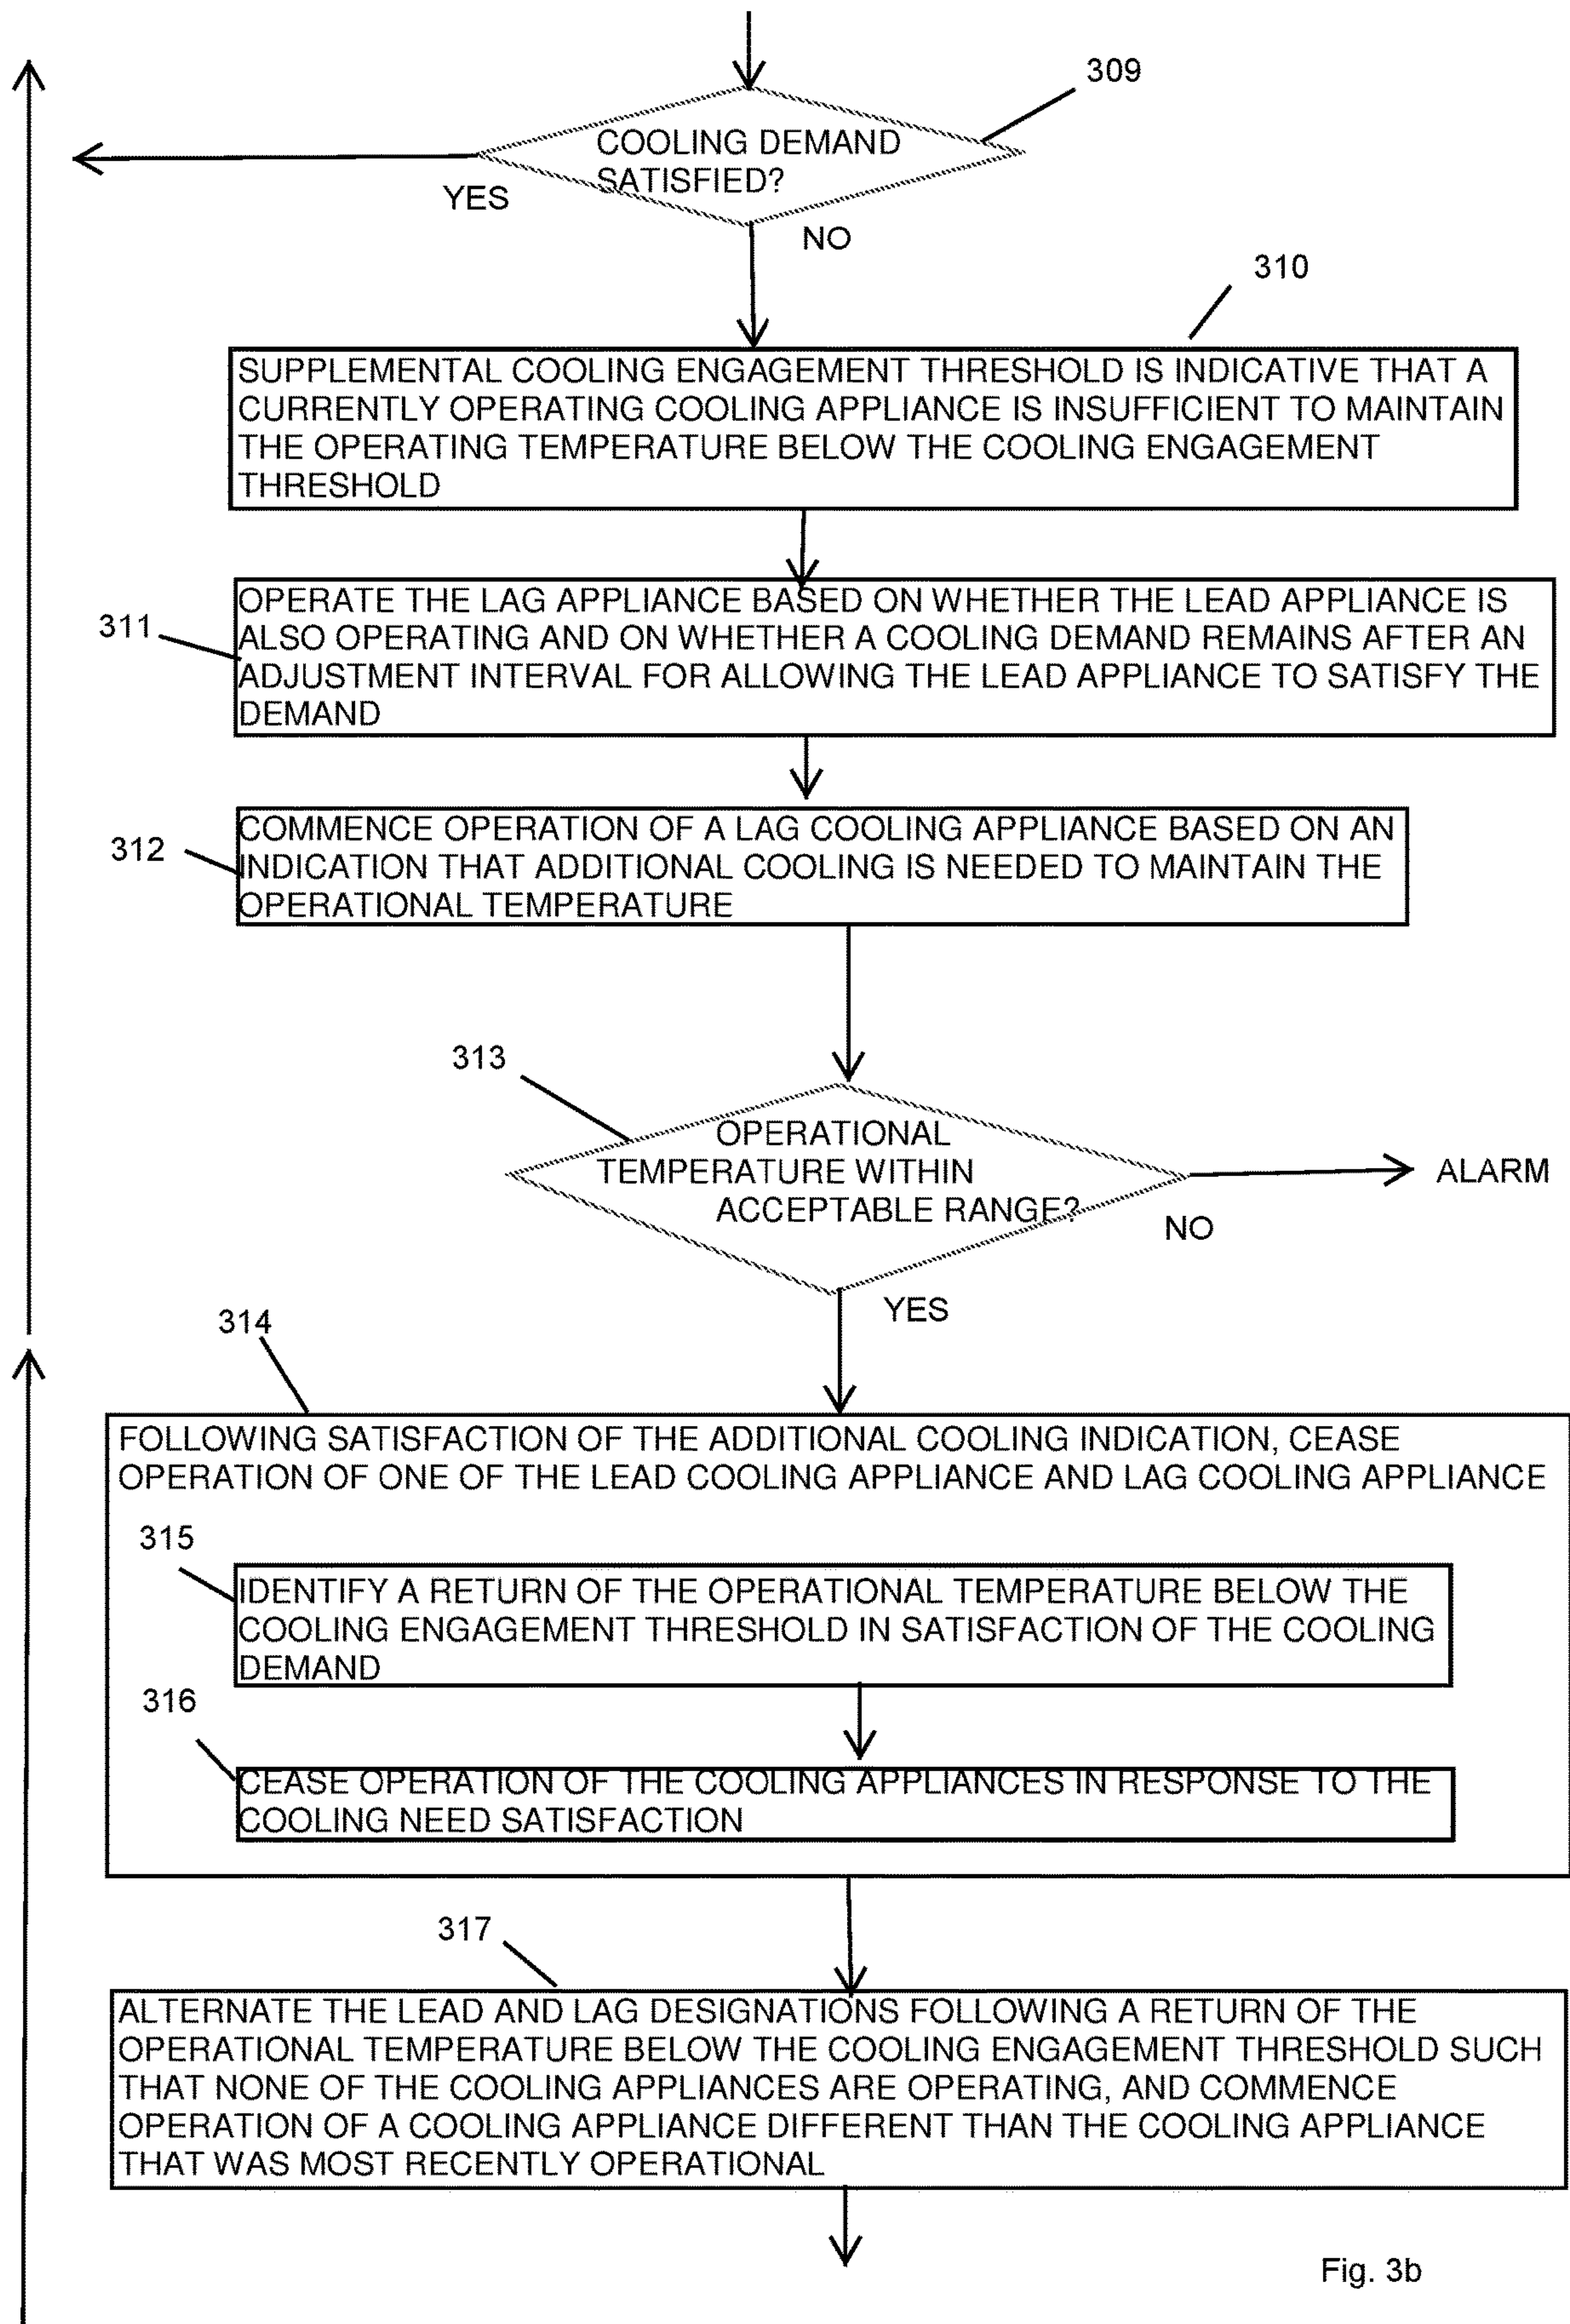 309
COOLING DEMAND
SATISFIED?
YES
NO
310
SUPPLEMENTAL COOLING ENGAGEMENT THRESHOLD IS INDICATIVE THAT A
CURRENTLY OPERATING COOLING APPLIANCE IS INSUFFICIENT TO MAINTAIN
THE OPERATING TEMPERATURE BELOW THE COOLING ENGAGEMENT
THRESHOLD
311
OPERATE THE LAG APPLIANCE BASED ON WHETHER THE LEAD APPLIANCE IS
ALSO OPERATING AND ON WHETHER A COOLING DEMAND REMAINS AFTER AN
ADJUSTMENT INTERVAL FOR ALLOWING THE LEAD APPLIANCE TO SATISFY THE
DEMAND
312
COMMENCE OPERATION OF A LAG COOLING APPLIANCE BASED ON AN
INDICATION THAT ADDITIONAL COOLING IS NEEDED TO MAINTAIN THE
OPERATIONAL TEMPERATURE
313
OPERATIONAL
TEMPERATURE WITHIN
ACCEPTABLE RANGE?
ALARM
NO
YES
314
FOLLOWING SATISFACTION OF THE ADDITIONAL COOLING INDICATION, CEASE
OPERATION OF ONE OF THE LEAD COOLING APPLIANCE AND LAG COOLING APPLIANCE
315
IDENTIFY A RETURN OF THE OPERATIONAL TEMPERATURE BELOW THE
COOLING ENGAGEMENT THRESHOLD IN SATISFACTION OF THE COOLING
DEMAND
316
CEASE OPERATION OF THE COOLING APPLIANCES IN RESPONSE TO THE
COOLING NEED SATISFACTION
317
ALTERNATE THE LEAD AND LAG DESIGNATIONS FOLLOWING A RETURN OF THE
OPERATIONAL TEMPERATURE BELOW THE COOLING ENGAGEMENT THRESHOLD SUCH
THAT NONE OF THE COOLING APPLIANCES ARE OPERATING, AND COMMENCE
OPERATION OF A COOLING APPLIANCE DIFFERENT THAN THE COOLING APPLIANCE
THAT WAS MOST RECENTLY OPERATIONAL
Fig. 3b